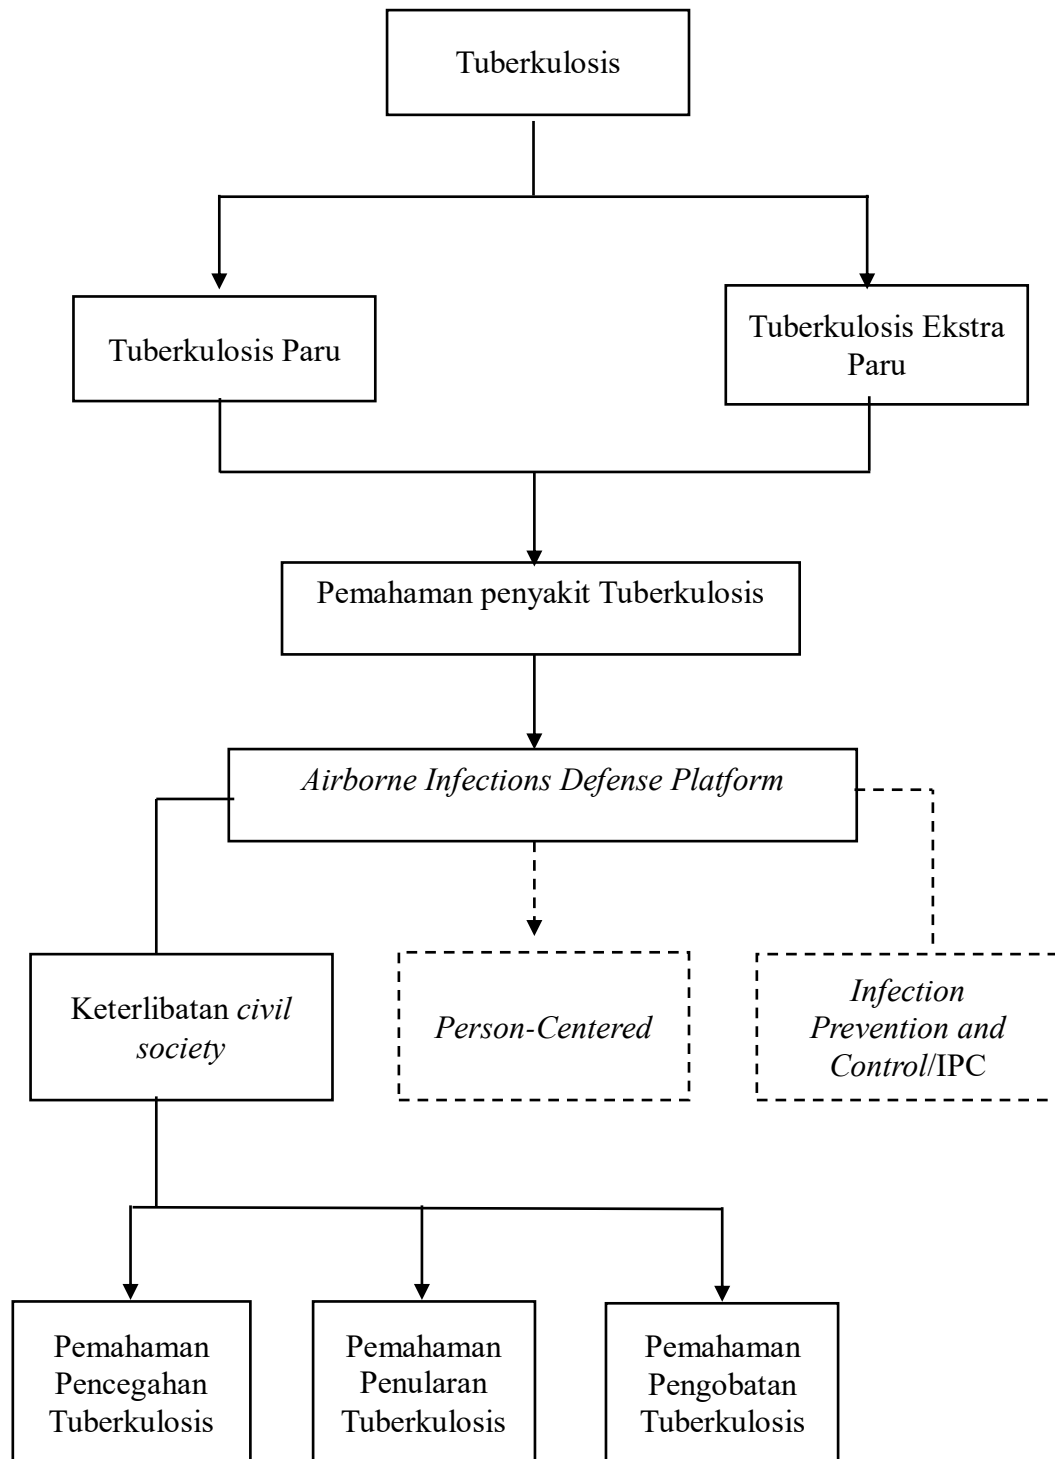 Tuberkulosis
Tuberkulosis Paru
Tuberkulosis Ekstra
Paru
Pemahaman penyakit Tuberkulosis
Airborne Infections Defense Platform
Keterlibatan civil
society
Person-Centered
Infection
Prevention and
Control/IPC
Pemahaman
Pencegahan
Tuberkulosis
Pemahaman
Penularan
Tuberkulosis
Pemahaman
Pengobatan
Tuberkulosis